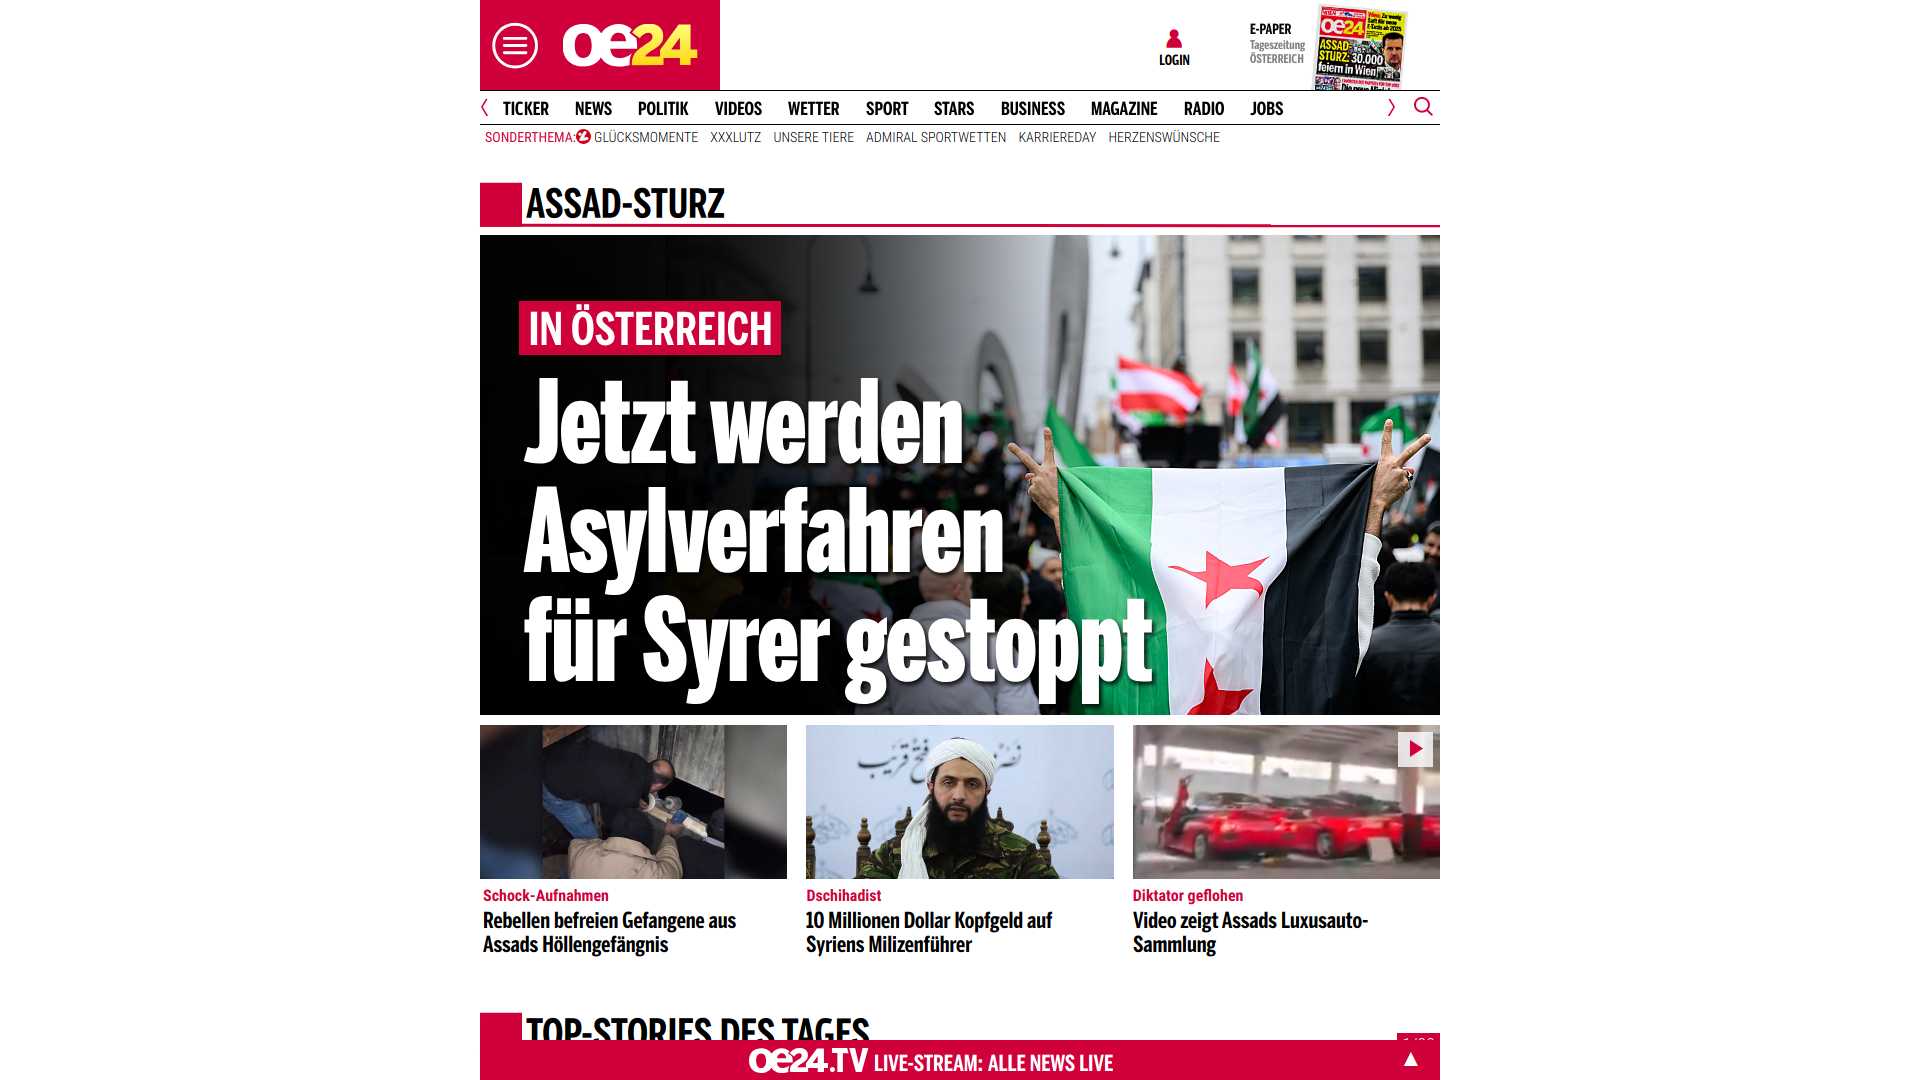 oe24
LOGIN
E-PAPER
Tageszeitung
ÖSTERREICH
oe24
ASSAD-
STURZ: 30.000
feiern in Wien
TICKER NEWS POLITIK VIDEOS WETTER SPORT STARS BUSINESS MAGAZINE RADIO JOBS
SONDERTHEMA: GLÜCKSMOMENTE XXXLUTZ UNSERE TIERE ADMIRAL SPORTWETTEN KARRIEREDAY HERZENSWÜNSCHE
ASSAD-STURZ
IN ÖSTERREICH
Jetzt werden
Asylverfahren
für Syrer gestoppt
Schock-Aufnahmen
Rebellen befreien Gefangene aus
Assads Höllengefängnis
Dschihadist
10 Millionen Dollar Kopfgeld auf
Syriens Milizenführer
Diktator geflohen
Video zeigt Assads Luxusauto-
Sammlung
TOP-STORIES DES TAGES
oe24.TV LIVE-STREAM: ALLE NEWS LIVE